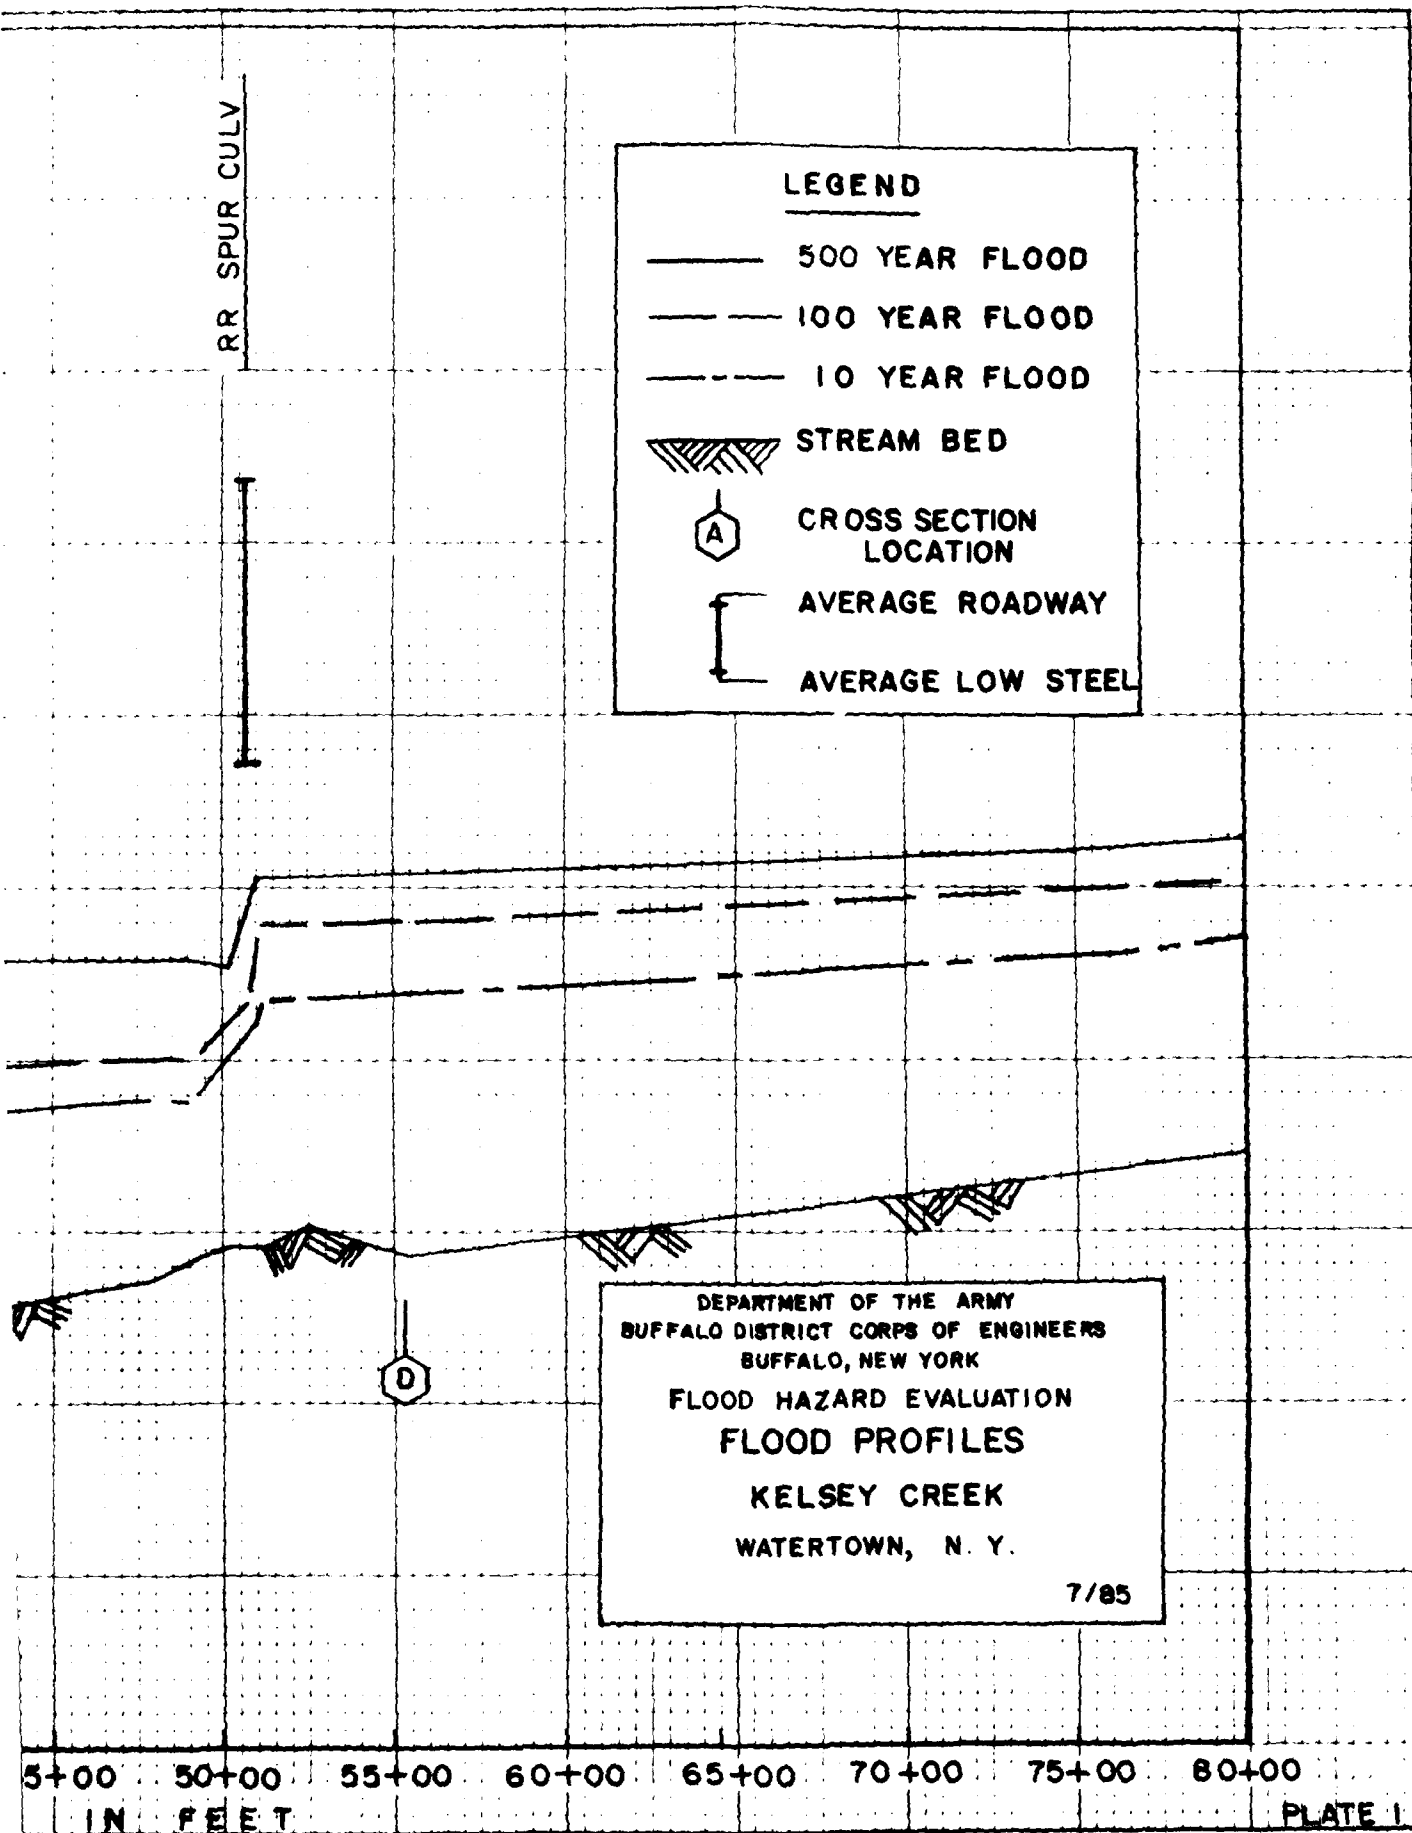 RR SPUR CULV
LEGEND
500 YEAR FLOOD
100 YEAR FLOOD
10 YEAR FLOOD
STREAM BED
A
CROSS SECTION
LOCATION
AVERAGE ROADWAY
AVERAGE LOW STEEL
D
DEPARTMENT OF THE ARMY
BUFFALO DISTRICT CORPS OF ENGINEERS
BUFFALO, NEW YORK
FLOOD HAZARD EVALUATION
FLOOD PROFILES
KELSEY CREEK
WATERTOWN, N. Y.
7/85
5+00 50+00 55+00 60+00 65+00 70+00 75+00 80+00
IN FEET
PLATE 1